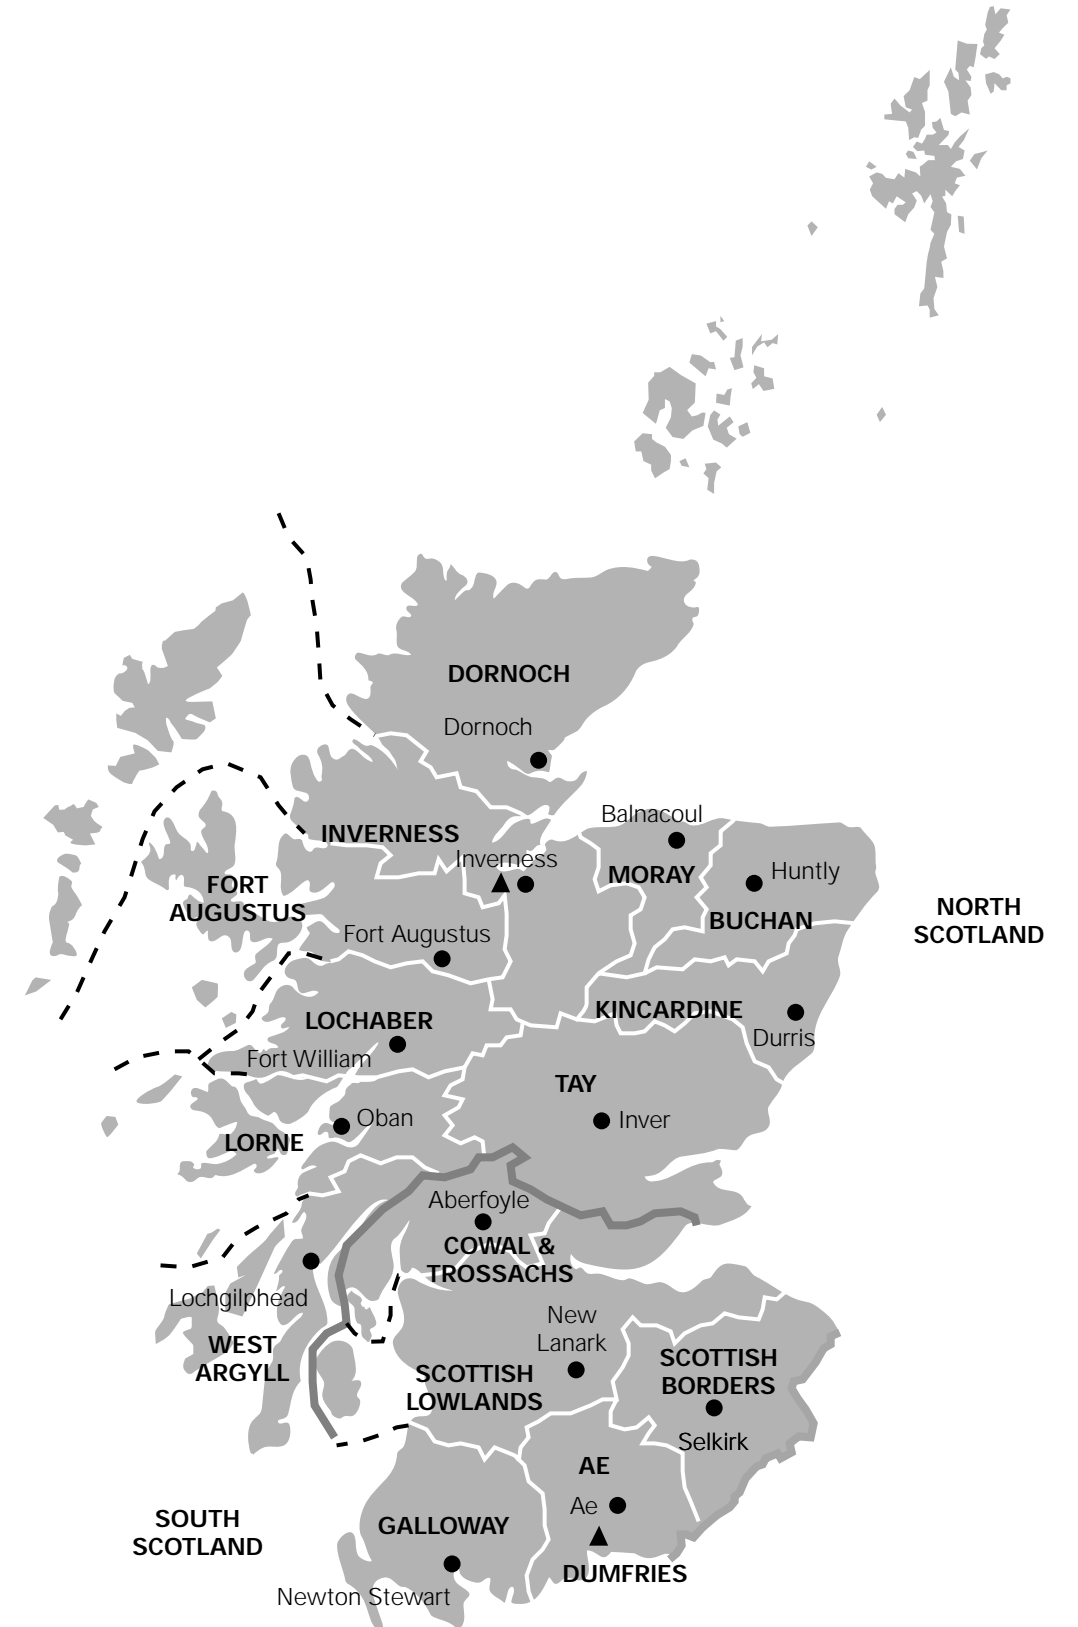 DORNOCH
Dornoch
Balnacoul
INVERNESS
Inverness
MORAY
Huntly
FORT
AUGUSTUS
BUCHAN
NORTH
SCOTLAND
Fort Augustus
KINCARDINE
LOCHABER
Durris
Fort William
TAY
Oban
Inver
LORNE
Aberfoyle
COWAL &
TROSSACHS
Lochgilphead
New
Lanark
WEST
ARGYLL
SCOTTISH
BORDERS
SCOTTISH
LOWLANDS
Selkirk
AE
Ae
SOUTH
SCOTLAND
GALLOWAY
DUMFRIES
Newton Stewart